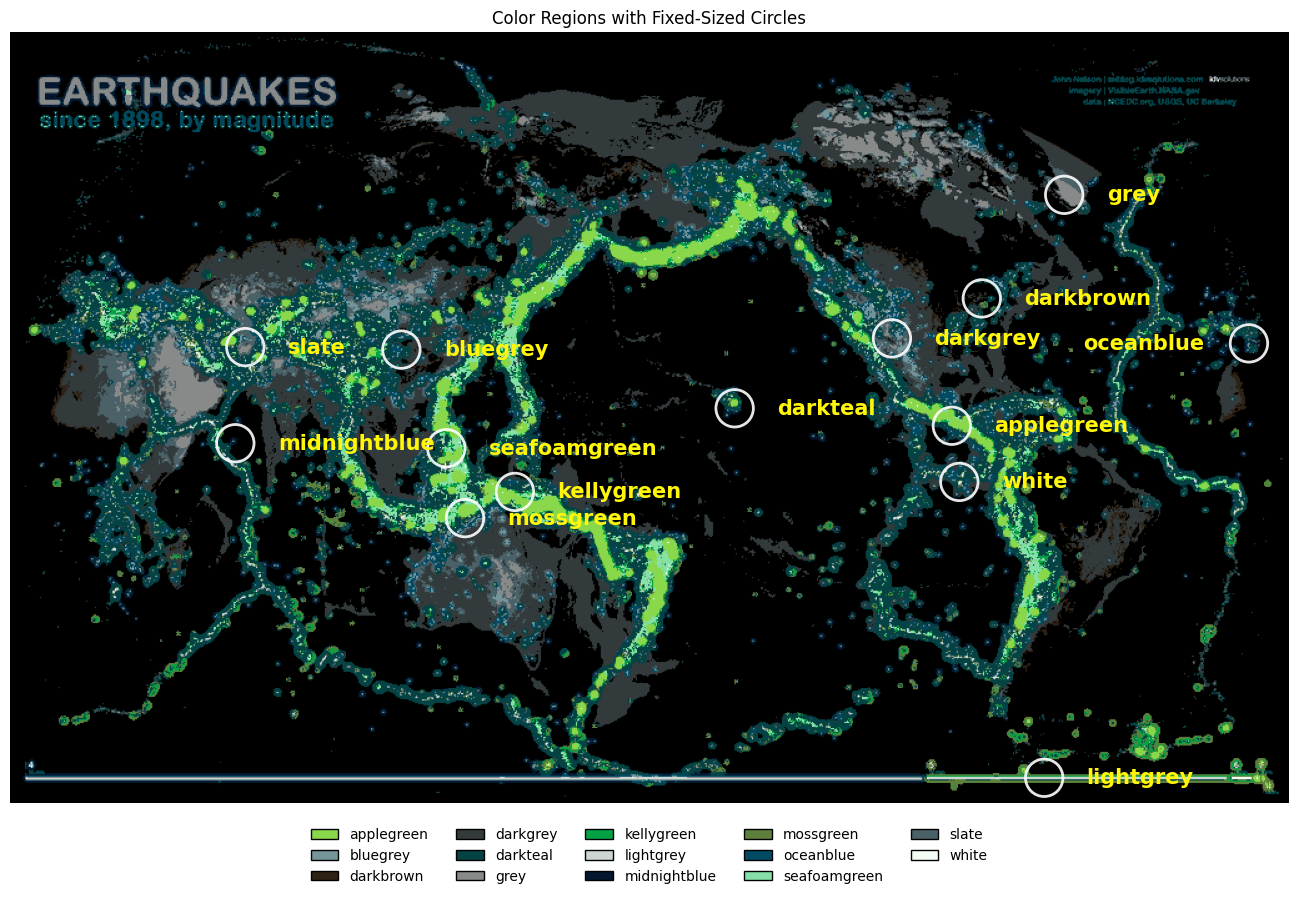 Color Regions with Fixed-Sized Circles
EARTHQUAKES
since 1898, by magnitude
John Nelson | uxblog.idvsolutions.com idvsolutions
imagery | VisibleEarth.NASA.gov
data | NCEDC.org, USGS, UC Berkeley
grey
darkbrown
darkgrey
oceanblue
slate
bluegrey
darkteal
applegreen
midnightblue
seafoamgreen
white
kellygreen
mossgreen
4
5
6
7
lightgrey
applegreen
bluegrey
darkbrown
darkgrey
darkteal
grey
kellygreen
lightgrey
midnightblue
mossgreen
oceanblue
seafoamgreen
slate
white